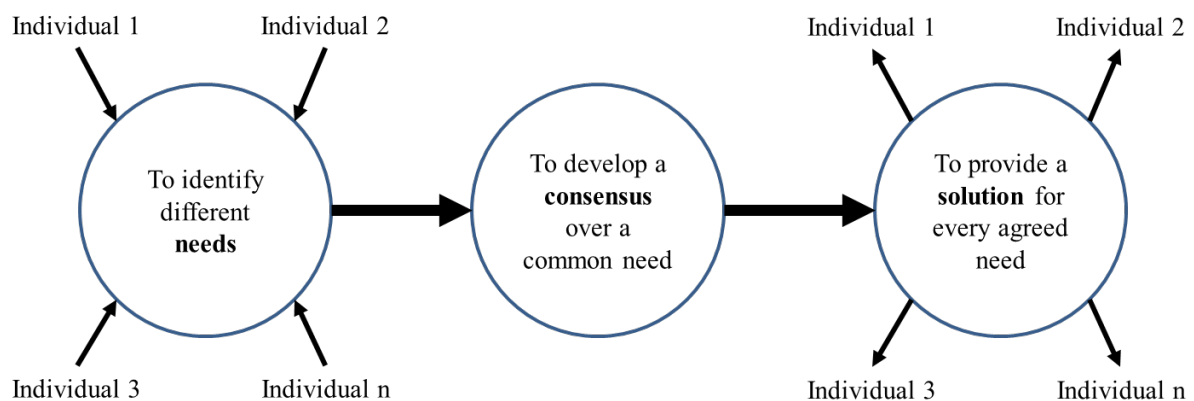 Individual 1
Individual 2
To identify
different
needs
Individual 3
Individual n
To develop a
consensus
over a
common need
Individual 1
Individual 2
To provide a
solution for
every agreed
need
Individual 3
Individual n